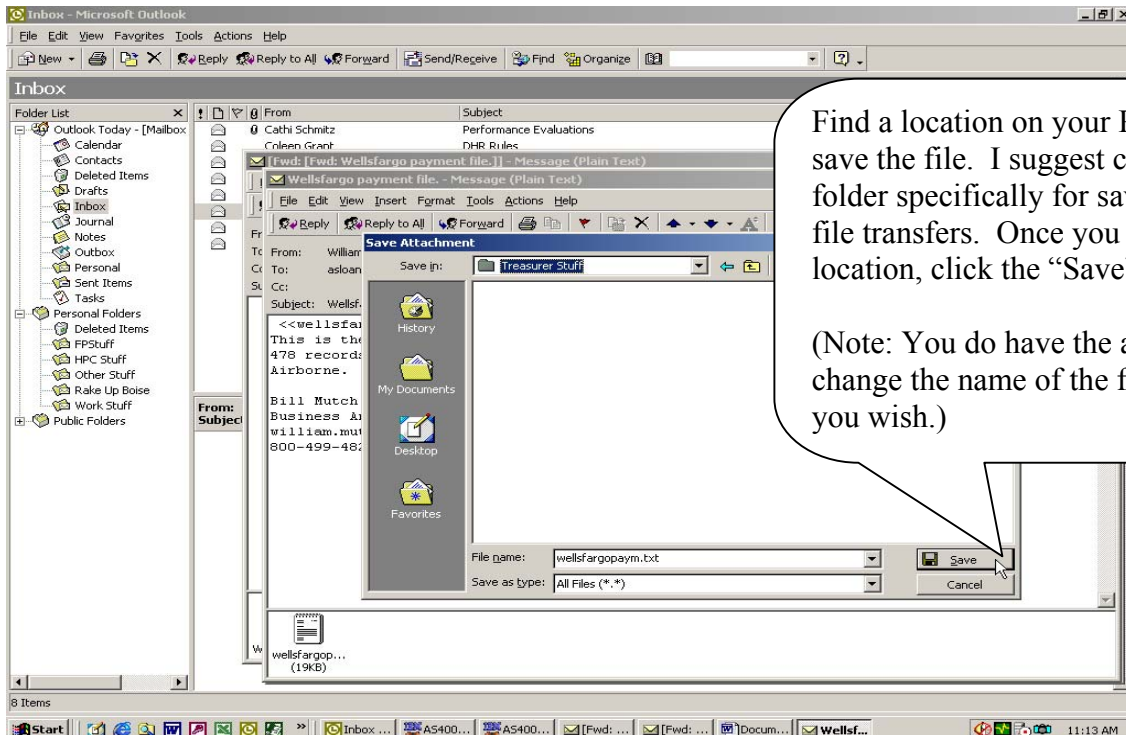 Inbox - Microsoft Outlook
File Edit View Favorites Tools Actions Help
New Reply Reply to All Forward Send/Receive Find Organize
Inbox
Folder List
Outlook Today - [Mailbox
Calendar
Contacts
Deleted Items
Drafts
Inbox
Journal
Notes
Outbox
Personal
Sent Items
Tasks
Personal Folders
Deleted Items
FPStuff
HPC Stuff
Other Stuff
Rake Up Boise
Work Stuff
Public Folders
From Subject
Cathi Schmitz Performance Evaluations
Coleen Grant DHR Rules
[Fwd: [Fwd: Wellsfargo payment file.]] - Message (Plain Text)
Wellsfargo payment file. - Message (Plain Text)
File Edit View Insert Format Tools Actions Help
Reply Reply to All Forward
From: William
To: asloan
Cc:
Subject: Wellsf
<<wellsfa
This is the
478 records
Airborne.
Bill Mutch
Business A
william.mut
800-499-482
From:
Subject
Save Attachment
Save in: Treasurer Stuff
History
My Documents
Desktop
Favorites
File name: wellsfargopaym.txt
Save as type: All Files (*.*)
Save
Cancel
wellsfargop...
(19KB)
Find a location on your
save the file. I suggest
folder specifically for
file transfers. Once you
location, click the “Save
(Note: You do have the
change the name of the
you wish.)
8 Items
Start Inbox ... AS400... AS400... [Fwd: ... [Fwd: ... Docum... Wellsf... 11:13 AM